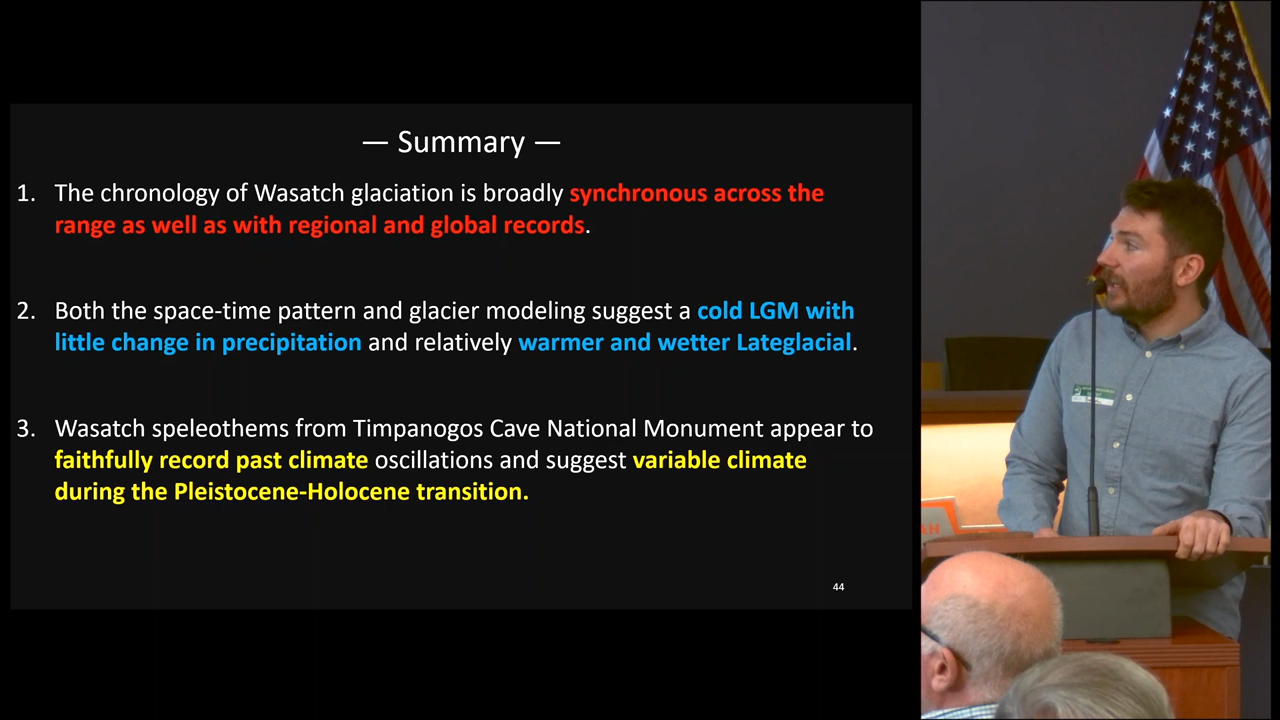 — Summary —
1. The chronology of Wasatch glaciation is broadly synchronous across the
range as well as with regional and global records.
2. Both the space-time pattern and glacier modeling suggest a cold LGM with
little change in precipitation and relatively warmer and wetter Lateglacial.
3. Wasatch speleothems from Timpanogos Cave National Monument appear to
faithfully record past climate oscillations and suggest variable climate
during the Pleistocene-Holocene transition.
44